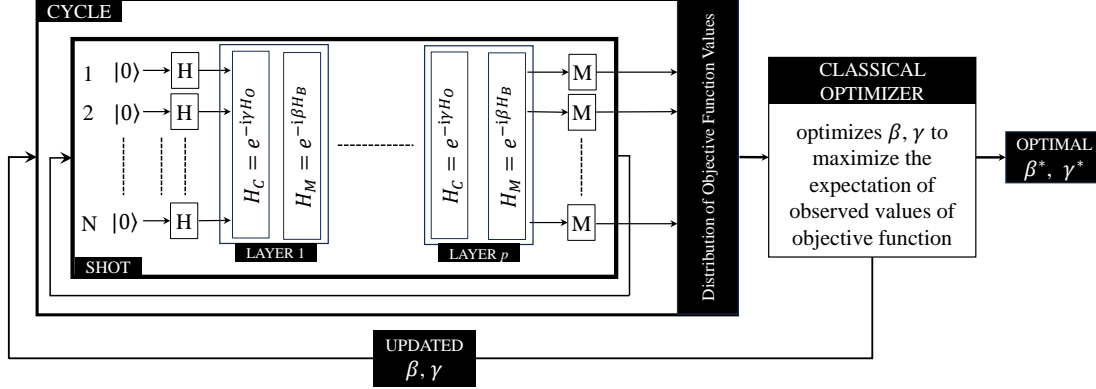 CYCLE
1 |0⟩ H
2 |0⟩ H
N |0⟩ H
H_C = e^{-iγH_O}
H_M = e^{-iβH_B}
LAYER 1
H_C = e^{-iγH_O}
H_M = e^{-iβH_B}
LAYER p
M
M
M
SHOT
Distribution of Objective Function Values
CLASSICAL
OPTIMIZER
optimizes β, γ to
maximize the
expectation of
observed values of
objective function
OPTIMAL
β*, γ*
UPDATED
β, γ